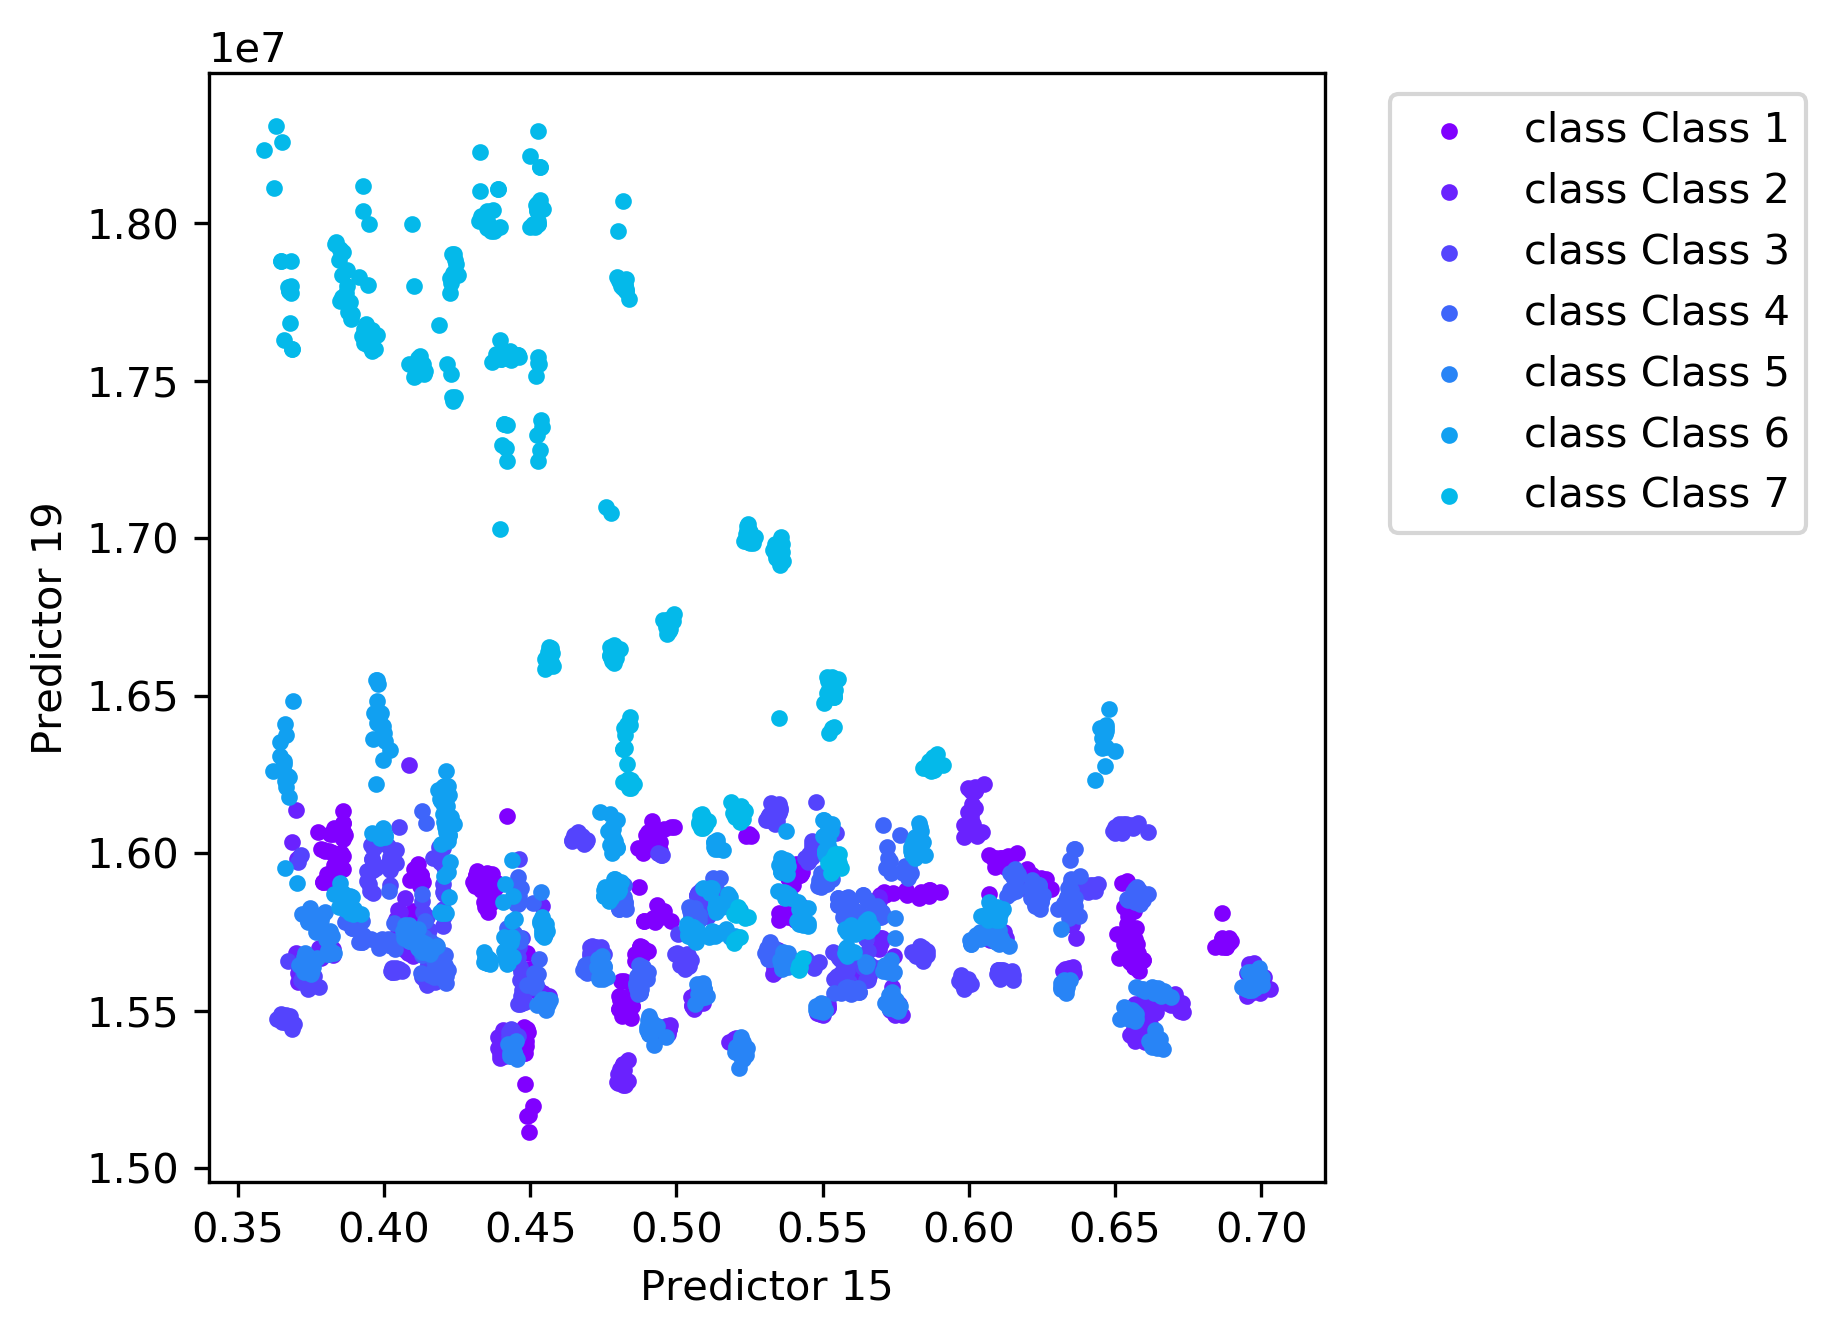 1e7
1.80
1.75
1.70
1.65
1.60
1.55
1.50
Predictor 19
0.35 0.40 0.45 0.50 0.55 0.60 0.65 0.70
Predictor 15
class Class 1
class Class 2
class Class 3
class Class 4
class Class 5
class Class 6
class Class 7